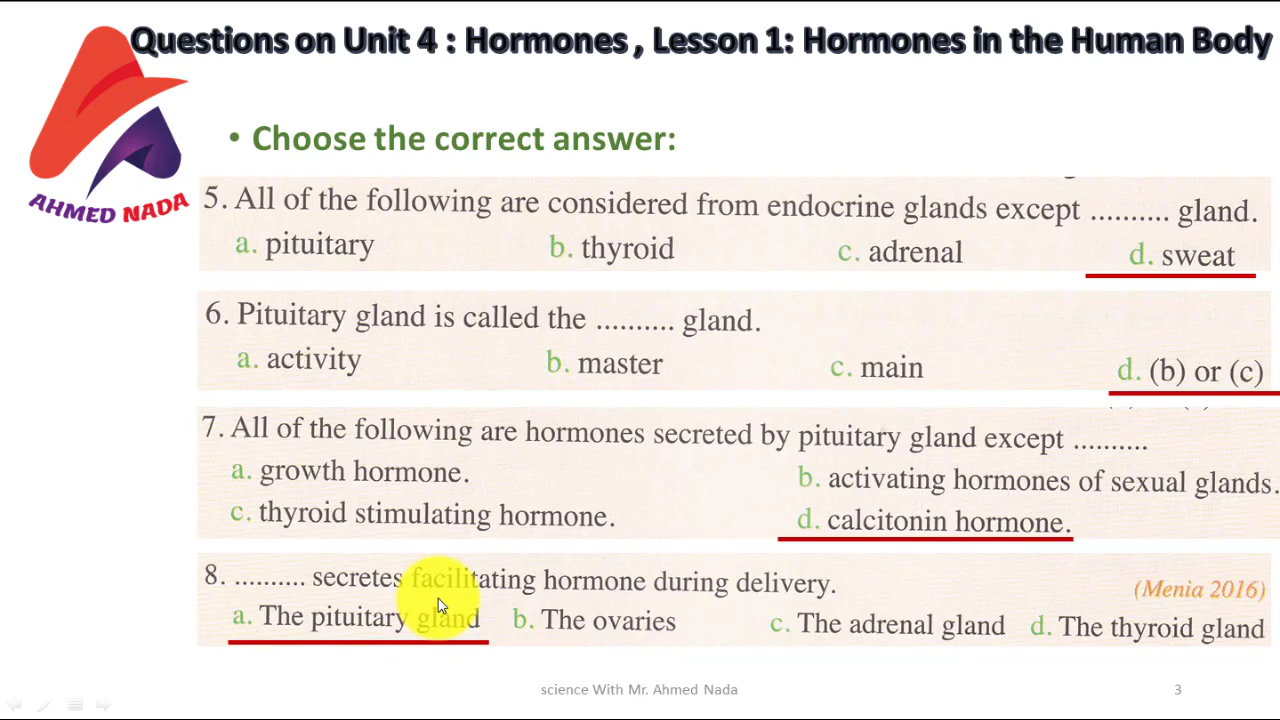 Questions on Unit 4 : Hormones , Lesson 1: Hormones in the Human Body
AHMED NADA
• Choose the correct answer:
5. All of the following are considered from endocrine glands except .......... gland.
a. pituitary b. thyroid c. adrenal d. sweat
6. Pituitary gland is called the .......... gland.
a. activity b. master c. main d. (b) or (c)
7. All of the following are hormones secreted by pituitary gland except ..........
a. growth hormone. b. activating hormones of sexual glands.
c. thyroid stimulating hormone. d. calcitonin hormone.
8. .......... secretes facilitating hormone during delivery. (Menia 2016)
a. The pituitary gland b. The ovaries c. The adrenal gland d. The thyroid gland
science With Mr. Ahmed Nada 3